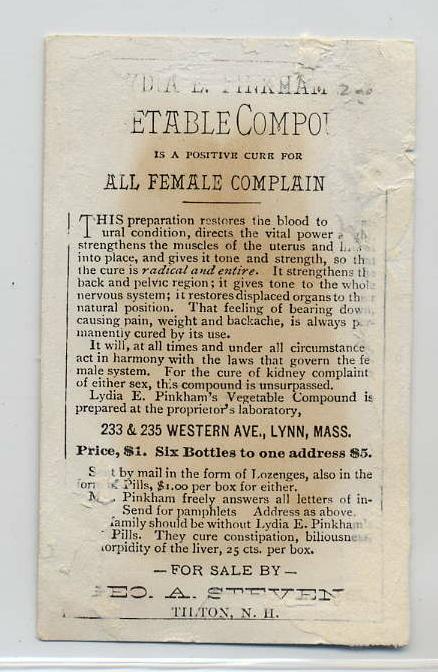 YDIA E. PINKHAM
ETABLE COMPOU
IS A POSITIVE CURE FOR
ALL FEMALE COMPLAIN
THIS preparation restores the blood to
ural condition, directs the vital power
strengthens the muscles of the uterus and
into place, and gives it tone and strength, so th
the cure is radical and entire. It strengthens th
back and pelvic region; it gives tone to the whole
nervous system; it restores displaced organs to the
natural position. That feeling of bearing down,
causing pain, weight and backache, is always per-
manently cured by its use.
It will, at all times and under all circumstance
act in harmony with the laws that govern the fe
male system. For the cure of kidney complaint
of either sex, this compound is unsurpassed.
Lydia E. Pinkham's Vegetable Compound is
prepared at the proprietor's laboratory,
233 & 235 WESTERN AVE., LYNN, MASS.
Price, $1. Six Bottles to one address $5.
Sent by mail in the form of Lozenges, also in the
form of Pills, $1.00 per box for either.
M . Pinkham freely answers all letters of in-
Send for pamphlets Address as above.
family should be without Lydia E. Pinkham's
Pills. They cure constipation, biliousness
torpidity of the liver, 25 cts. per box.
— FOR SALE BY —
GEO. A. STEVEN
TILTON, N. H.